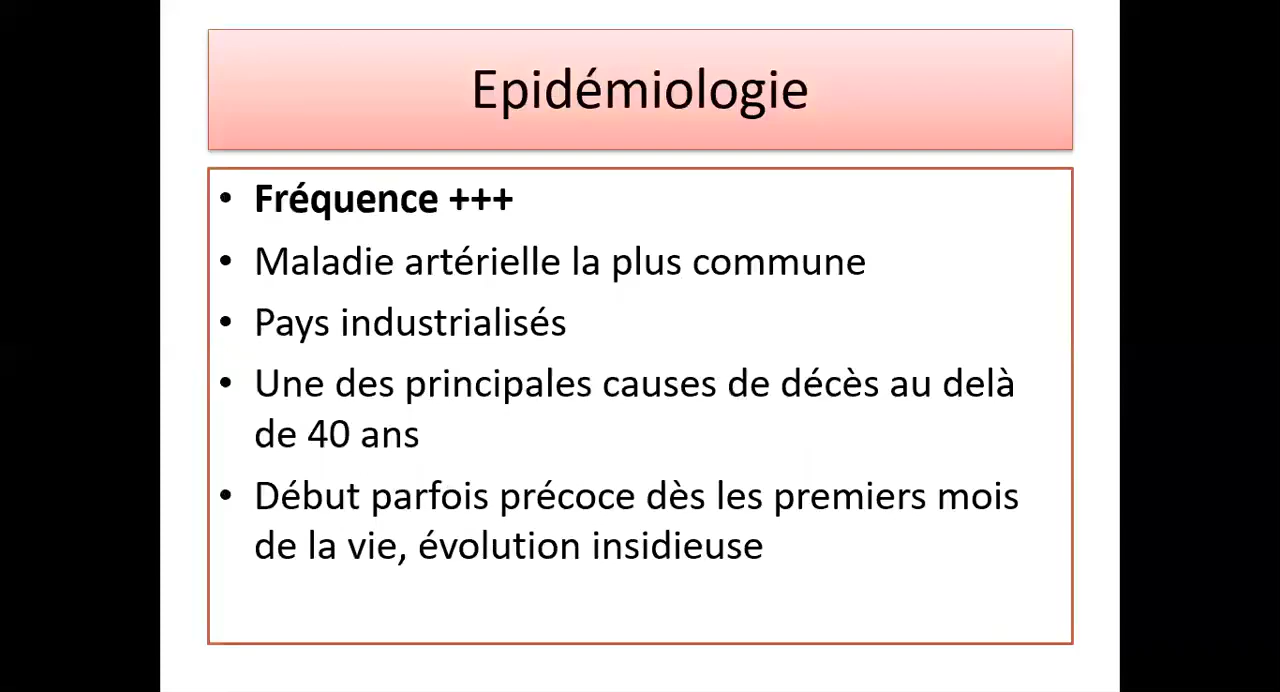 Epidémiologie
• Fréquence +++
• Maladie artérielle la plus commune
• Pays industrialisés
• Une des principales causes de décès au delà
de 40 ans
• Début parfois précoce dès les premiers mois
de la vie, évolution insidieuse